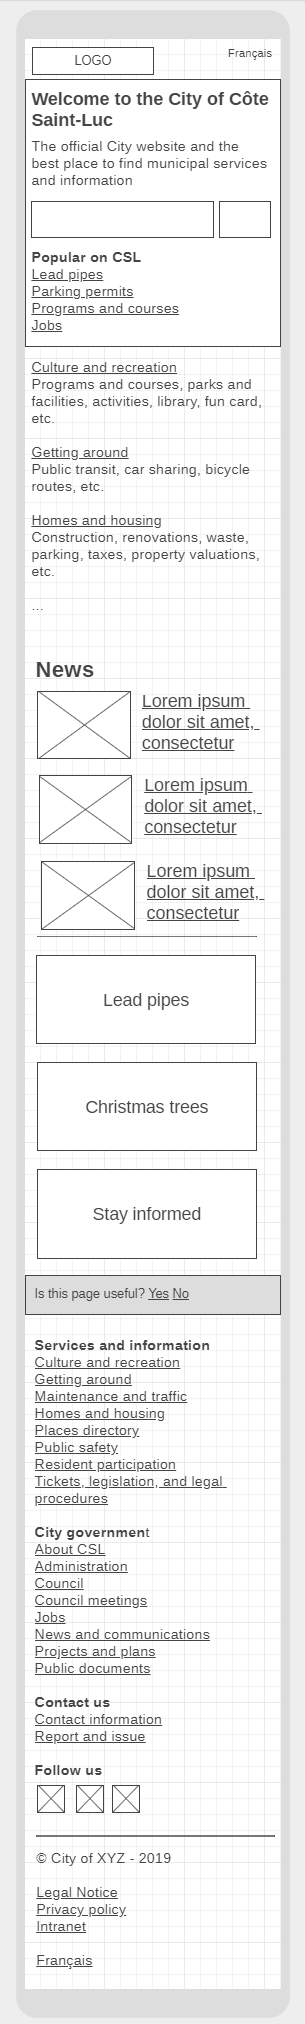 LOGO
Français
Welcome to the City of Côte
Saint-Luc
The official City website and the
best place to find municipal services
and information
Popular on CSL
Lead pipes
Parking permits
Programs and courses
Jobs
Culture and recreation
Programs and courses, parks and
facilities, activities, library, fun card,
etc.
Getting around
Public transit, car sharing, bicycle
routes, etc.
Homes and housing
Construction, renovations, waste,
parking, taxes, property valuations,
etc.
...
News
Lorem ipsum
dolor sit amet,
consectetur
Lorem ipsum
dolor sit amet,
consectetur
Lorem ipsum
dolor sit amet,
consectetur
Lead pipes
Christmas trees
Stay informed
Is this page useful? Yes No
Services and information
Culture and recreation
Getting around
Maintenance and traffic
Homes and housing
Places directory
Public safety
Resident participation
Tickets, legislation, and legal
procedures
City government
About CSL
Administration
Council
Council meetings
Jobs
News and communications
Projects and plans
Public documents
Contact us
Contact information
Report and issue
Follow us
© City of XYZ - 2019
Legal Notice
Privacy policy
Intranet
Français